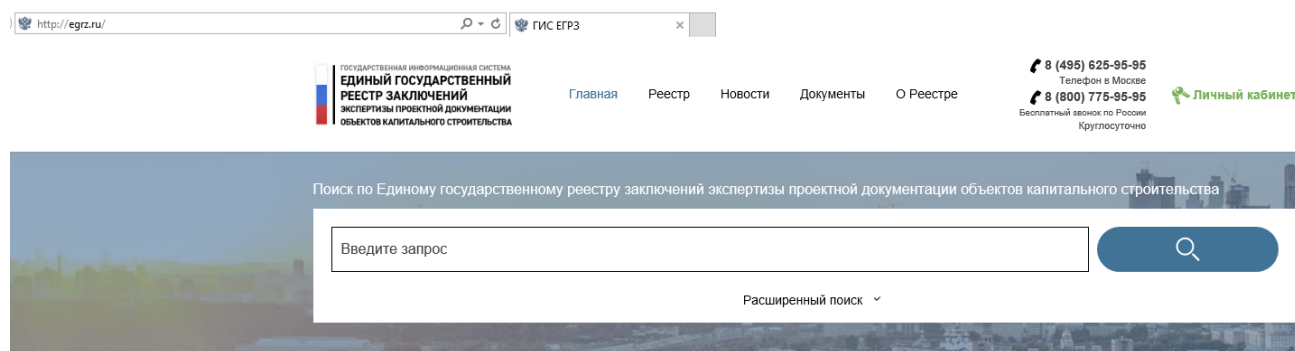 http://egrz.ru/
ГИС ЕГРЗ
ГОСУДАРСТВЕННАЯ ИНФОРМАЦИОННАЯ СИСТЕМА
ЕДИНЫЙ ГОСУДАРСТВЕННЫЙ
РЕЕСТР ЗАКЛЮЧЕНИЙ
ЭКСПЕРТИЗЫ ПРОЕКТНОЙ ДОКУМЕНТАЦИИ
ОБЪЕКТОВ КАПИТАЛЬНОГО СТРОИТЕЛЬСТВА
Главная Реестр Новости Документы О Реестре
8 (495) 625-95-95
Телефон в Москве
8 (800) 775-95-95
Бесплатный звонок по России
Круглосуточно
Личный кабинет
Поиск по Единому государственному реестру заключений экспертизы проектной документации объектов капитального строительства
Введите запрос
Расширенный поиск